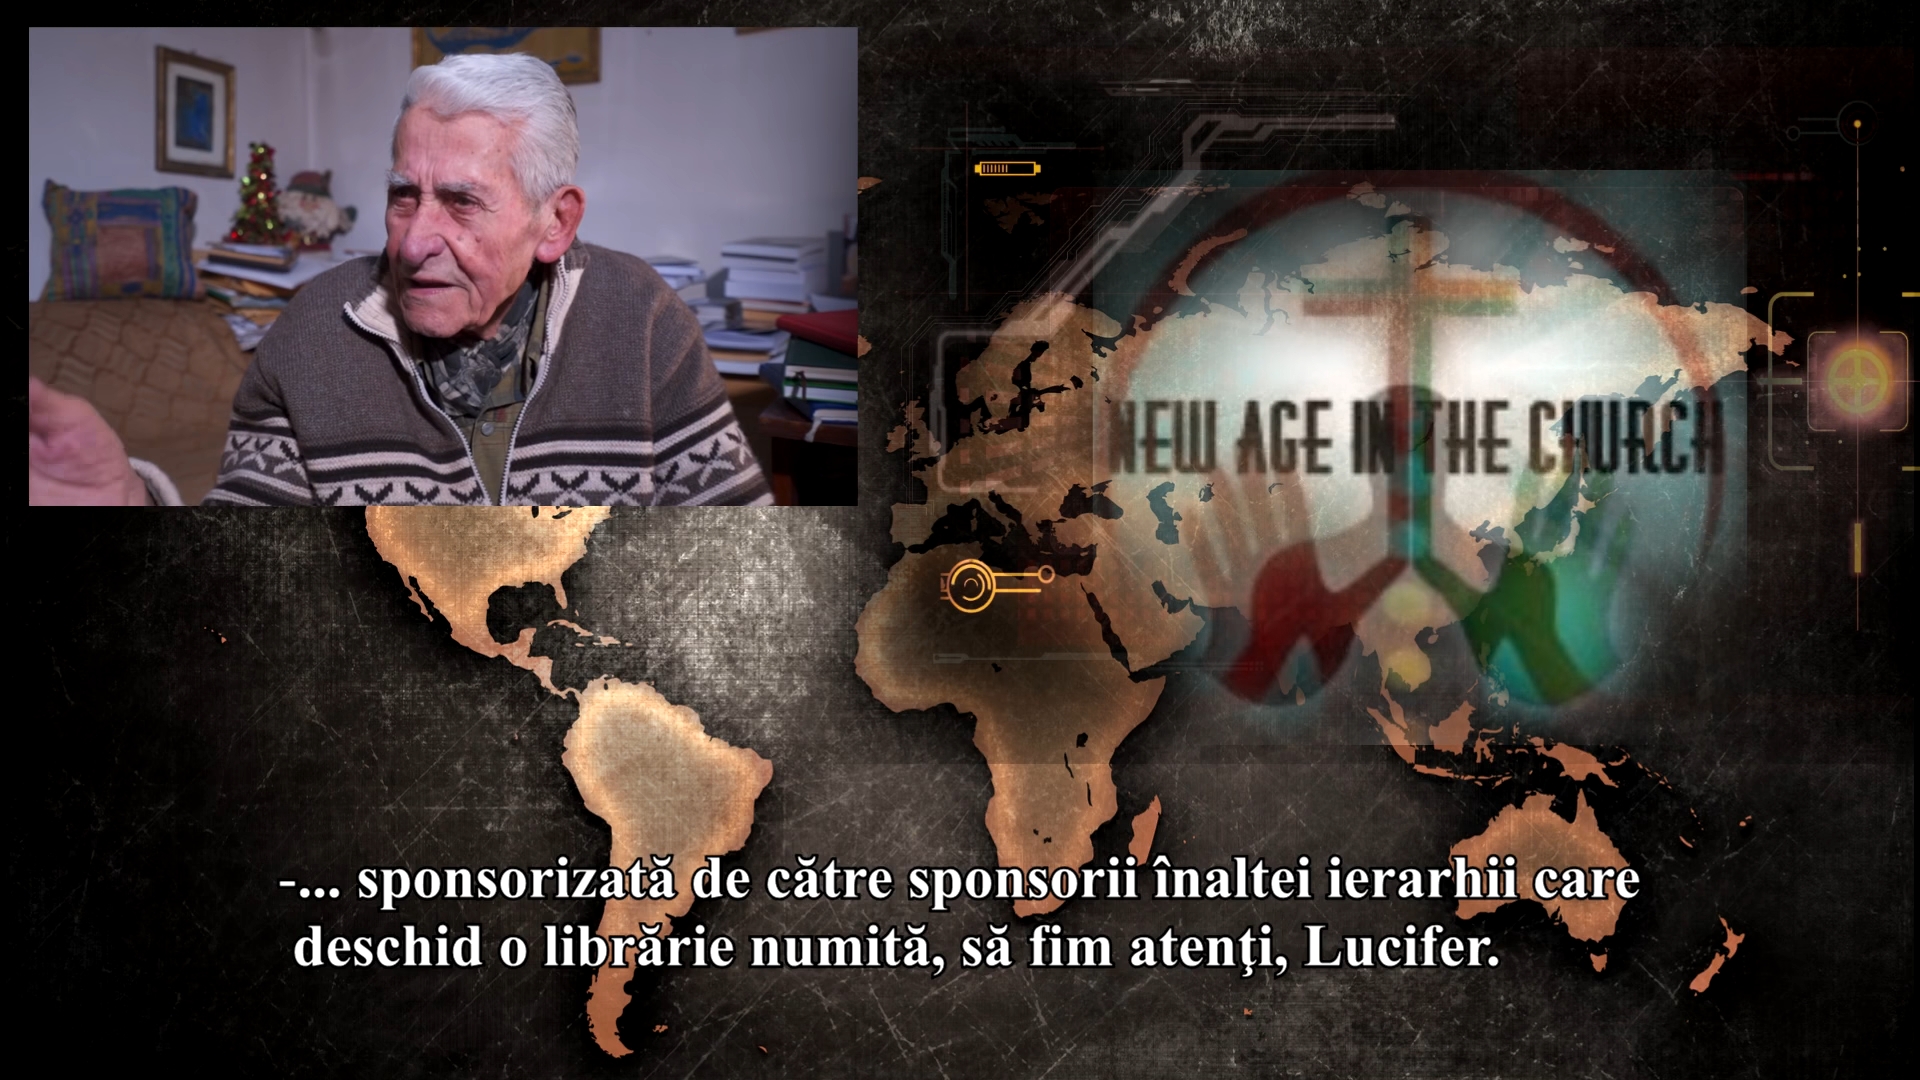 NEW AGE IN THE CHURCH
-... sponsorizată de către sponsorii înaltei ierarhii care
deschid o librărie numită, să fim atenţi, Lucifer.